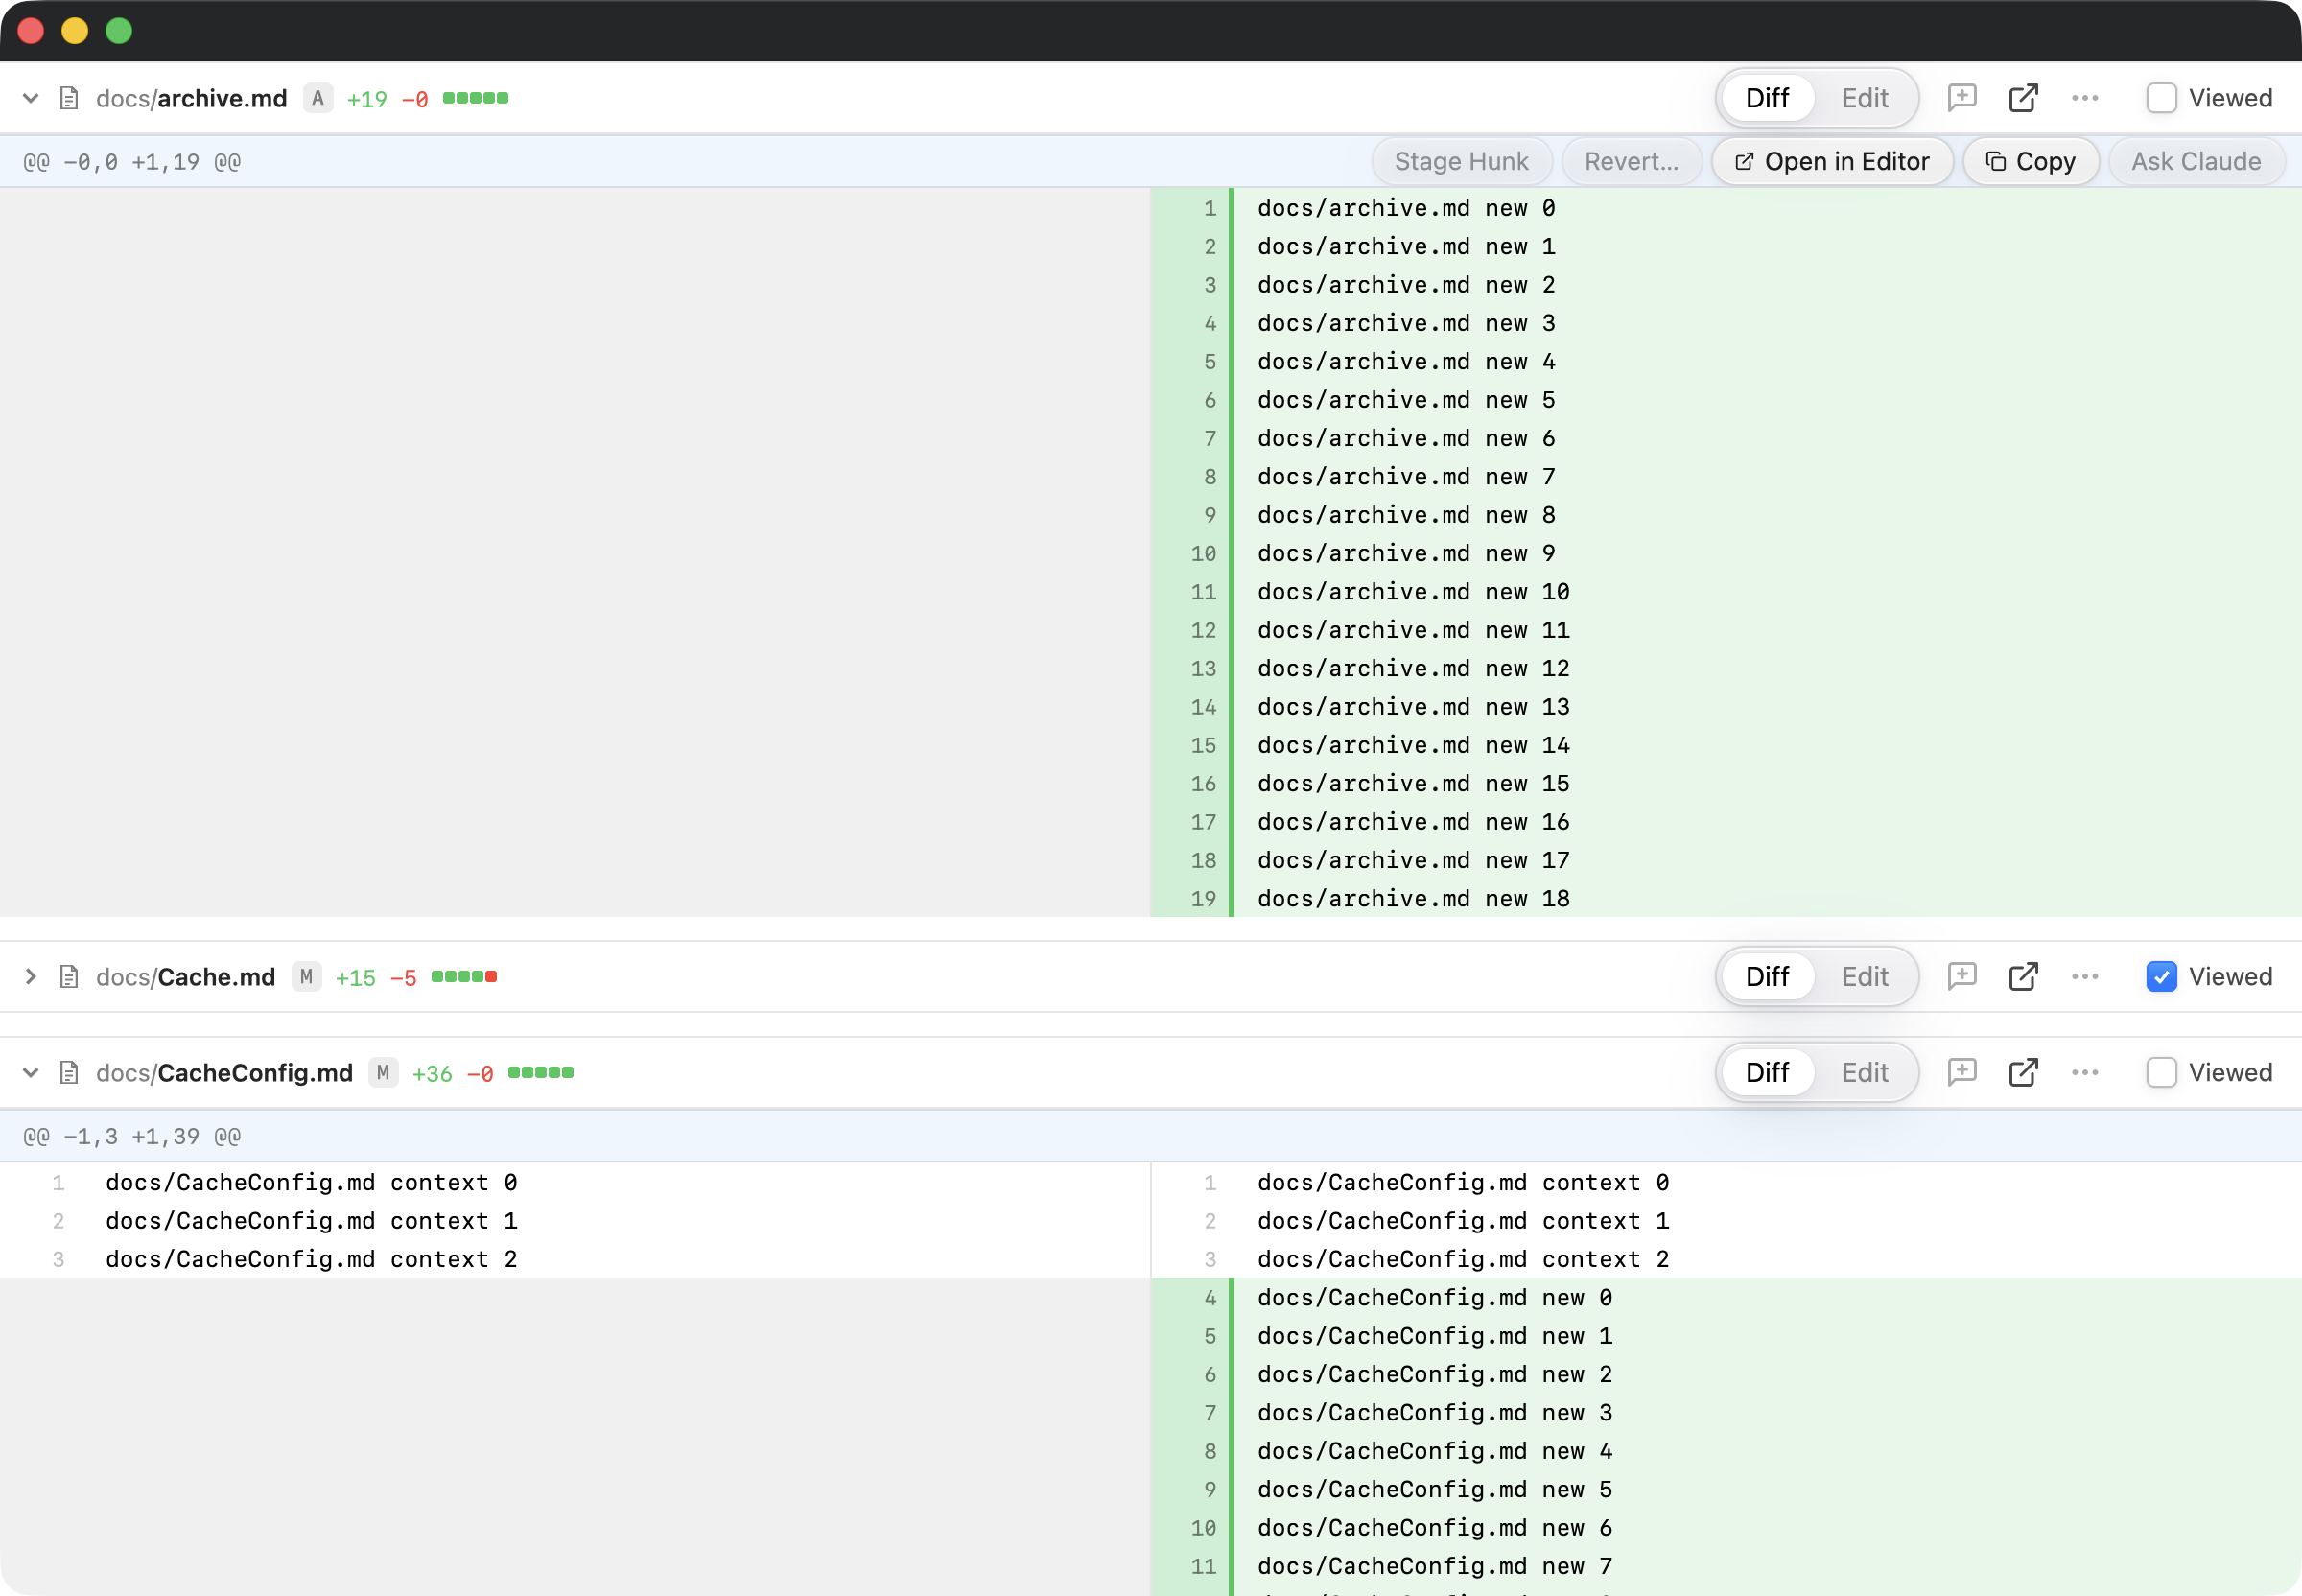 docs/archive.md A +19 −0 Diff Edit Viewed
@@ −0,0 +1,19 @@ Stage Hunk Revert... Open in Editor Copy Ask Claude
1 docs/archive.md new 0
2 docs/archive.md new 1
3 docs/archive.md new 2
4 docs/archive.md new 3
5 docs/archive.md new 4
6 docs/archive.md new 5
7 docs/archive.md new 6
8 docs/archive.md new 7
9 docs/archive.md new 8
10 docs/archive.md new 9
11 docs/archive.md new 10
12 docs/archive.md new 11
13 docs/archive.md new 12
14 docs/archive.md new 13
15 docs/archive.md new 14
16 docs/archive.md new 15
17 docs/archive.md new 16
18 docs/archive.md new 17
19 docs/archive.md new 18
docs/Cache.md M +15 −5 Diff Edit Viewed
docs/CacheConfig.md M +36 −0 Diff Edit Viewed
@@ −1,3 +1,39 @@
1 docs/CacheConfig.md context 0 1 docs/CacheConfig.md context 0
2 docs/CacheConfig.md context 1 2 docs/CacheConfig.md context 1
3 docs/CacheConfig.md context 2 3 docs/CacheConfig.md context 2
4 docs/CacheConfig.md new 0
5 docs/CacheConfig.md new 1
6 docs/CacheConfig.md new 2
7 docs/CacheConfig.md new 3
8 docs/CacheConfig.md new 4
9 docs/CacheConfig.md new 5
10 docs/CacheConfig.md new 6
11 docs/CacheConfig.md new 7